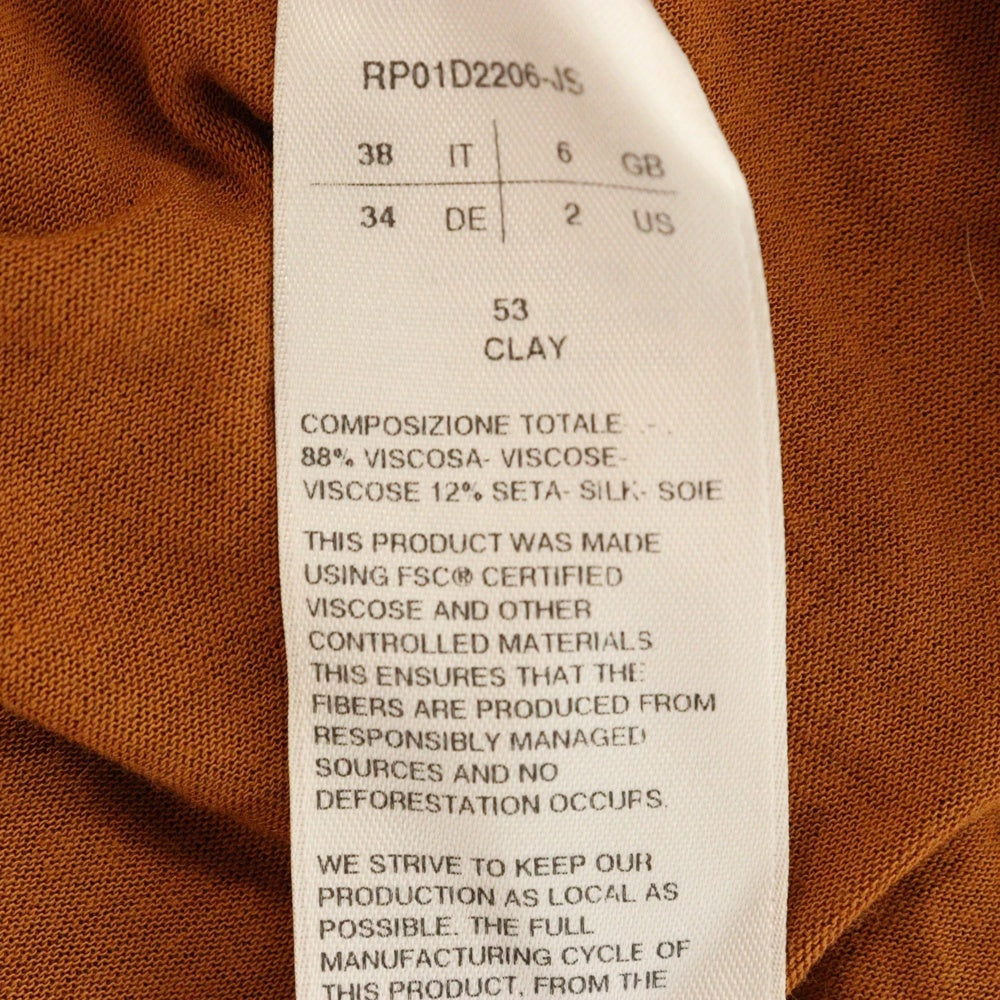 RP01D2206-JS
38 IT 6 GB
34 DE 2 US
53
CLAY
COMPOSIZIONE TOTALE - -.
88% VISCOSA- VISCOSE-
VISCOSE 12% SETA- SILK- SOIE
THIS PRODUCT WAS MADE
USING FSC® CERTIFIED
VISCOSE AND OTHER
CONTROLLED MATERIALS
THIS ENSURES THAT THE
FIBERS ARE PRODUCED FROM
RESPONSIBLY MANAGED
SOURCES AND NO
DEFORESTATION OCCURS.
WE STRIVE TO KEEP OUR
PRODUCTION AS LOCAL AS
POSSIBLE. THE FULL
MANUFACTURING CYCLE OF
THIS PRODUCT, FROM THE